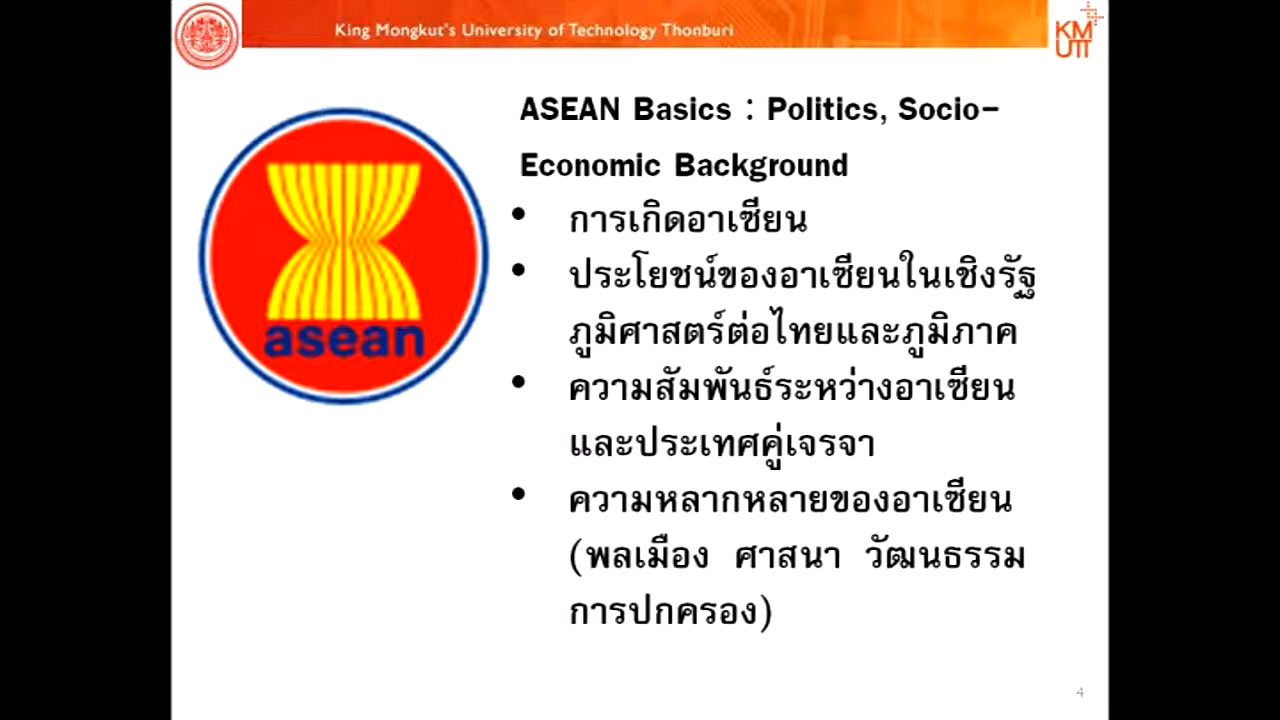 King Mongkut's University of Technology Thonburi
KM
UTT
ASEAN Basics : Politics, Socio-
Economic Background
asean
• การเกิดอาเซียน
• ประโยชน์ของอาเซียนในเชิงรัฐ
ภูมิศาสตร์ต่อไทยและภูมิภาค
• ความสัมพันธ์ระหว่างอาเซียน
และประเทศคู่เจรจา
• ความหลากหลายของอาเซียน
(พลเมือง ศาสนา วัฒนธรรม
การปกครอง)
4